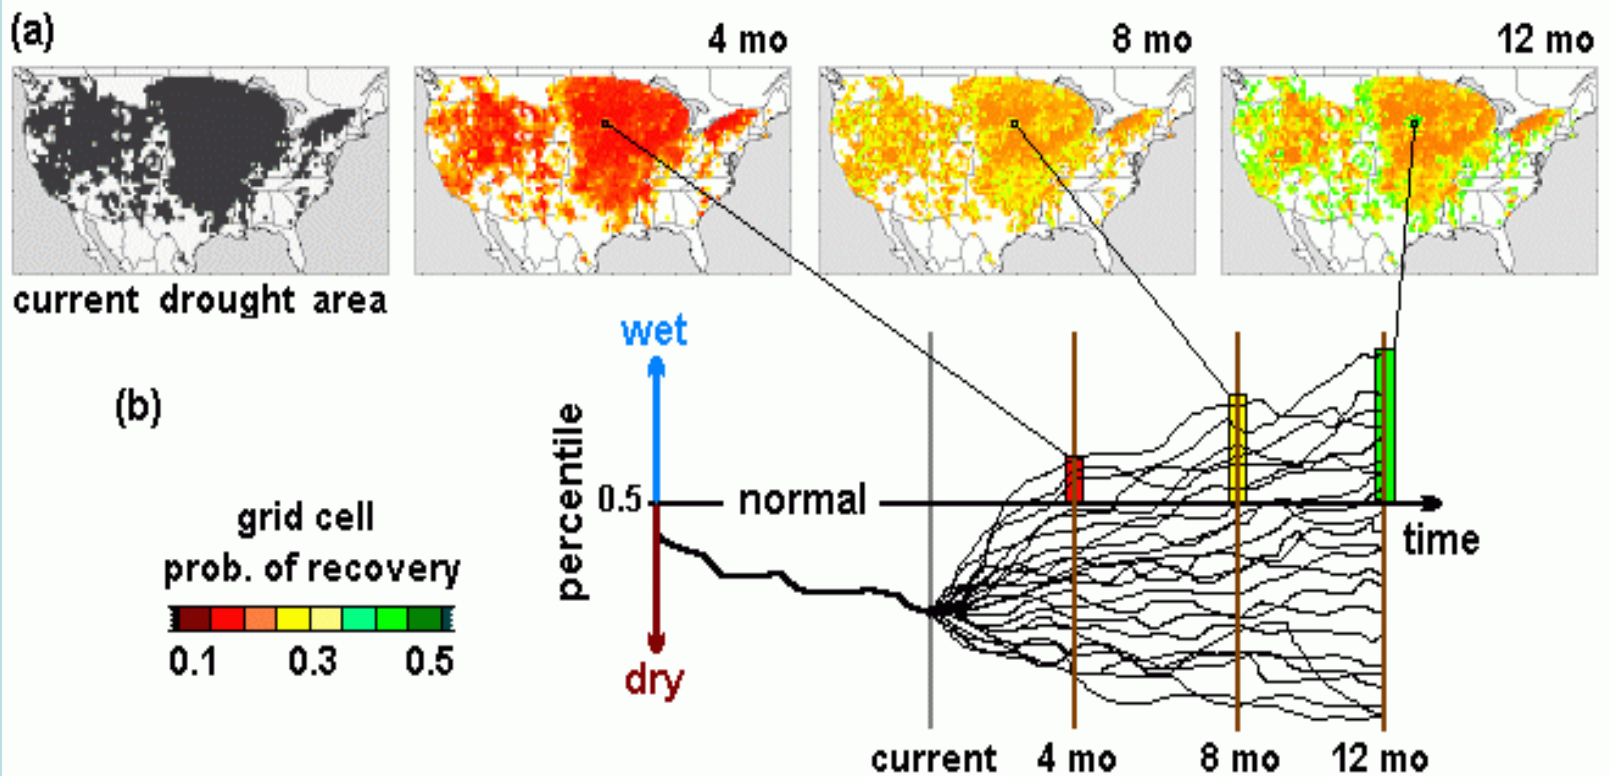 (a)
4 mo
8 mo
12 mo
current drought area
wet
(b)
percentile
0.5
normal
time
grid cell
prob. of recovery
0.1 0.3 0.5
dry
current 4 mo 8 mo 12 mo